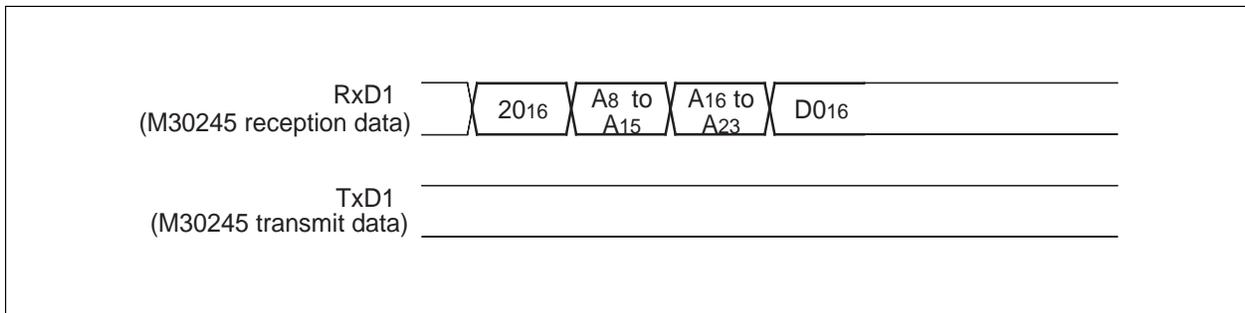 RxD1
(M30245 reception data)
2016
A8 to
A15
A16 to
A23
D016
TxD1
(M30245 transmit data)